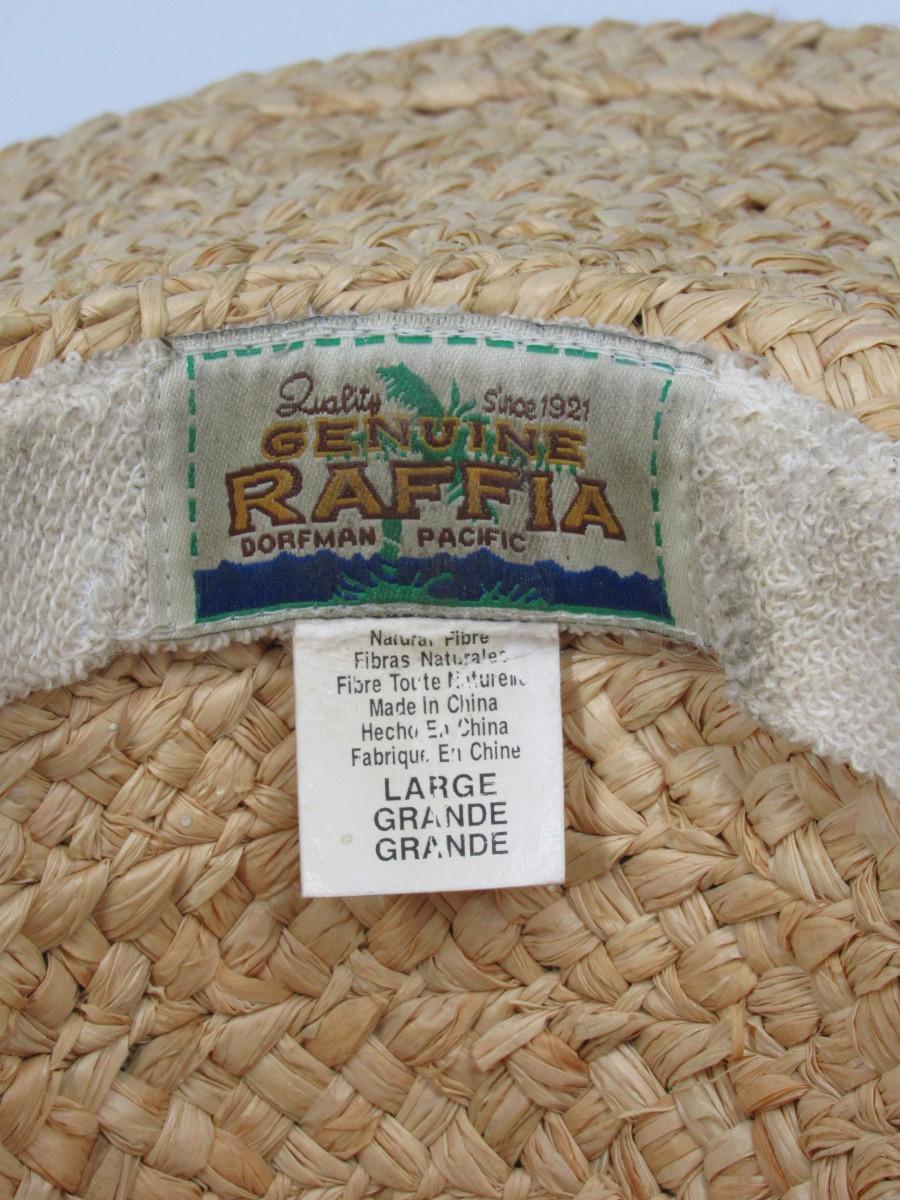 Quality Since 1921
GENUINE
RAFFIA
DORFMAN PACIFIC
Natural Fibre
Fibras Naturales
Fibre Toute Naturelle
Made In China
Hecho En China
Fabrique En Chine
LARGE
GRANDE
GRANDE